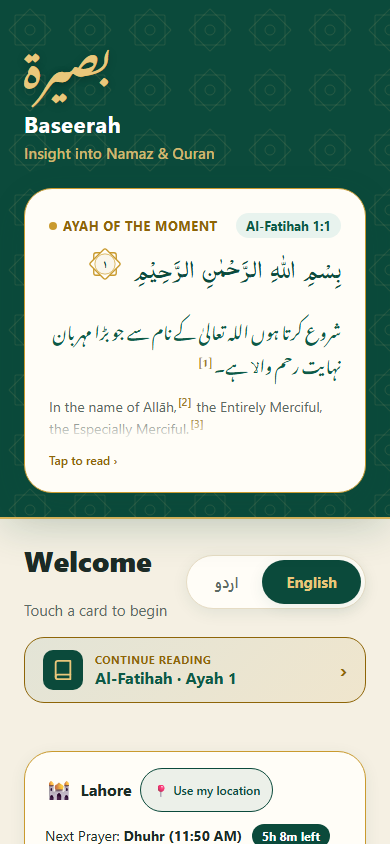 بصیرة
Baseerah
Insight into Namaz & Quran
AYAH OF THE MOMENT
Al-Fatihah 1:1
بِسْمِ اللّٰهِ الرَّحْمٰنِ الرَّحِیْمِ ١
شروع کرتا ہوں اللہ تعالیٰ کے نام سے جو بڑا مہربان
نہایت رحم واﻻ ہے۔[1]
In the name of Allāh,[2] the Entirely Merciful,
the Especially Merciful.[3]
Tap to read ›
Welcome
اردو
English
Touch a card to begin
CONTINUE READING
Al-Fatihah · Ayah 1
›
Lahore
Use my location
Next Prayer: Dhuhr (11:50 AM)
5h 8m left